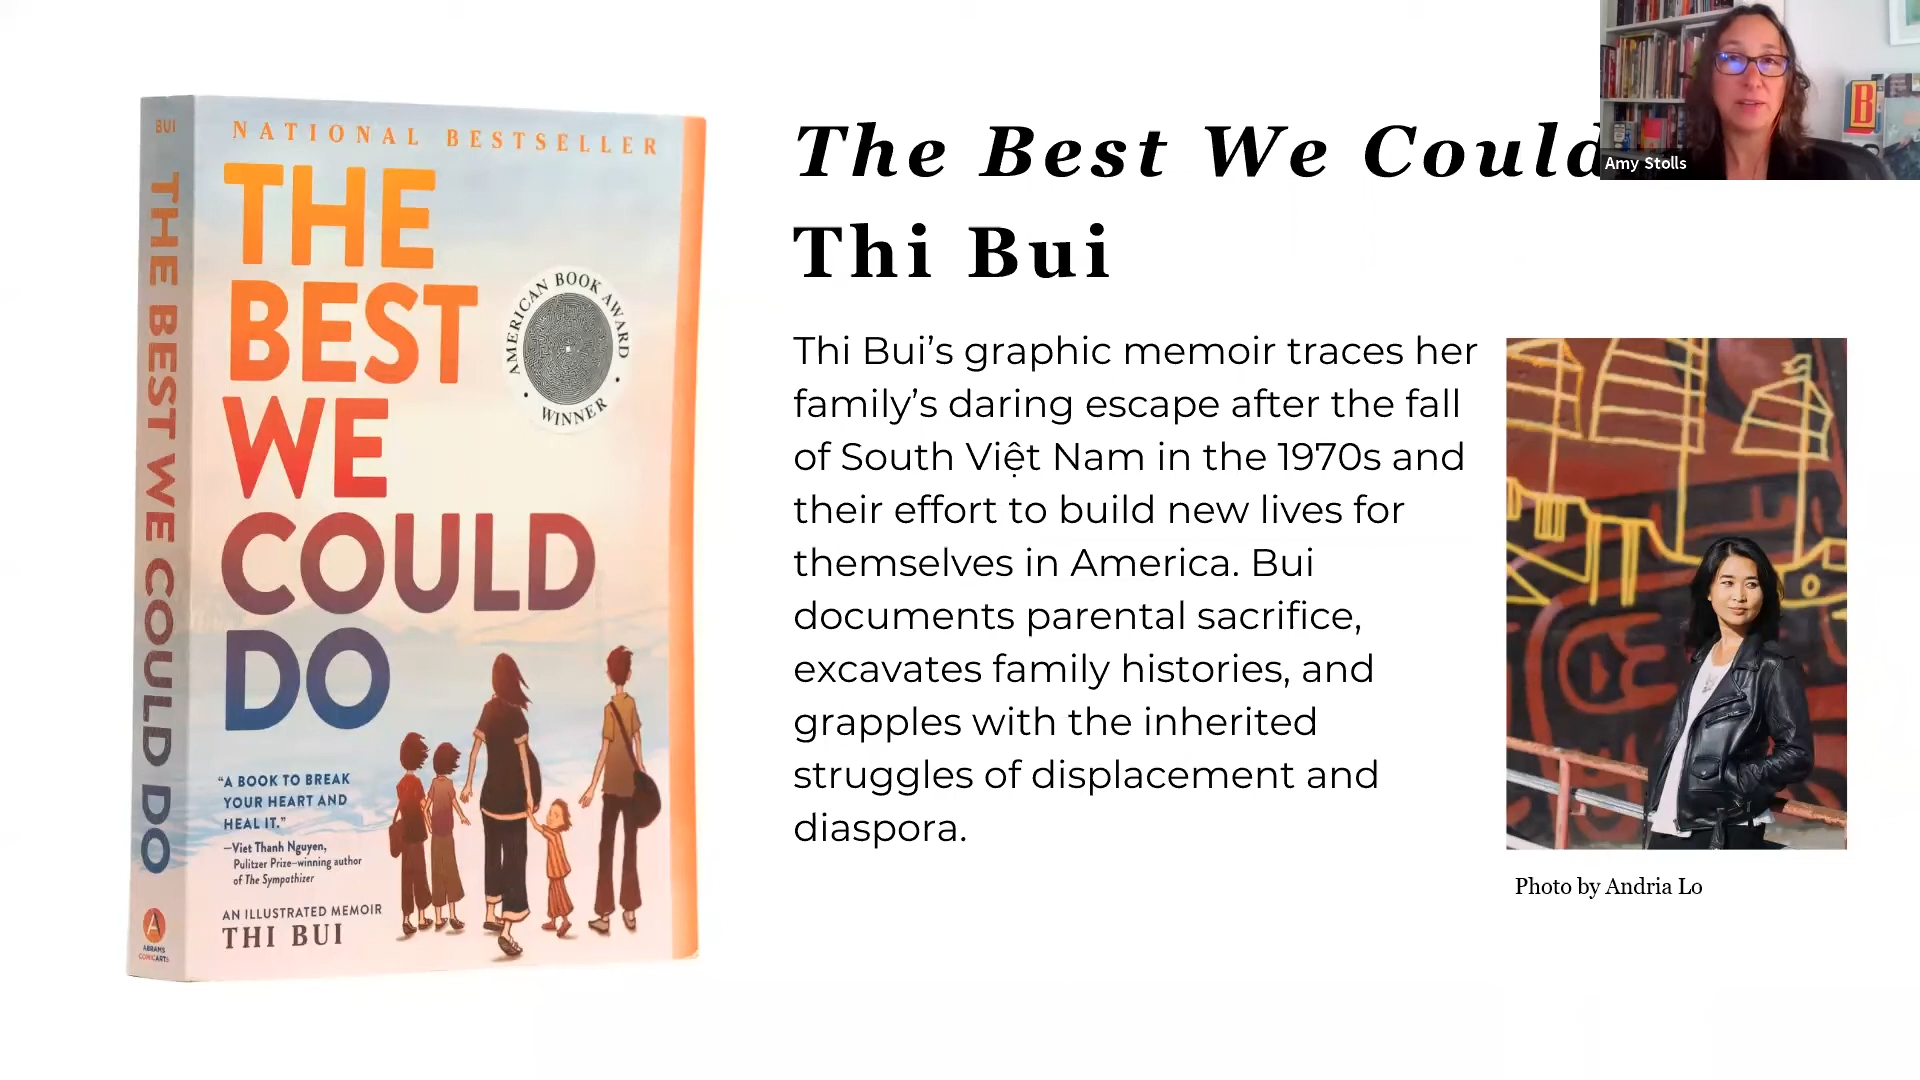 BUI
THE BEST WE COULD DO
ABRAMS
COMICARTS
NATIONAL BESTSELLER
THE
BEST
WE
COULD
DO
AMERICAN BOOK AWARD
WINNER
“A BOOK TO BREAK
YOUR HEART AND
HEAL IT.”
—Viet Thanh Nguyen,
Pulitzer Prize–winning author
of The Sympathizer
AN ILLUSTRATED MEMOIR
THI BUI
The Best We Could
Thi Bui
Thi Bui’s graphic memoir traces her
family’s daring escape after the fall
of South Việt Nam in the 1970s and
their effort to build new lives for
themselves in America. Bui
documents parental sacrifice,
excavates family histories, and
grapples with the inherited
struggles of displacement and
diaspora.
Photo by Andria Lo
Amy Stolls
B